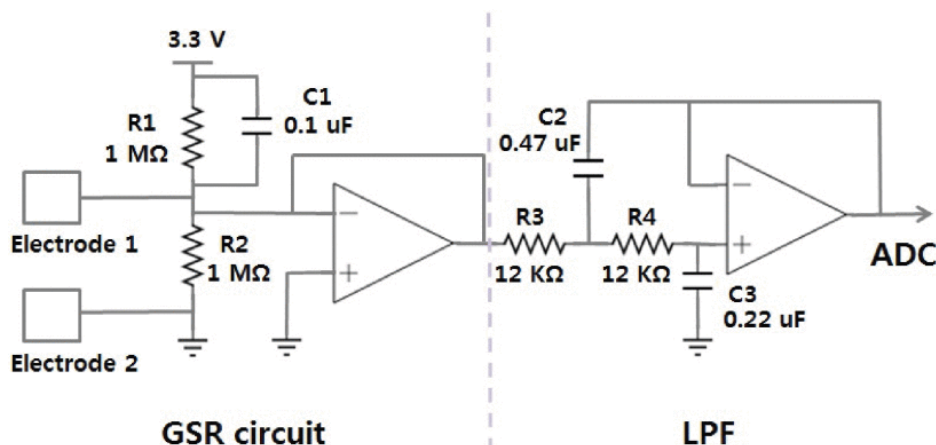 3.3 V
C1
0.1 uF
R1
1 MΩ
Electrode 1
R2
1 MΩ
Electrode 2
−
+
GSR circuit
C2
0.47 uF
R3
12 KΩ
R4
12 KΩ
−
+
C3
0.22 uF
ADC
LPF